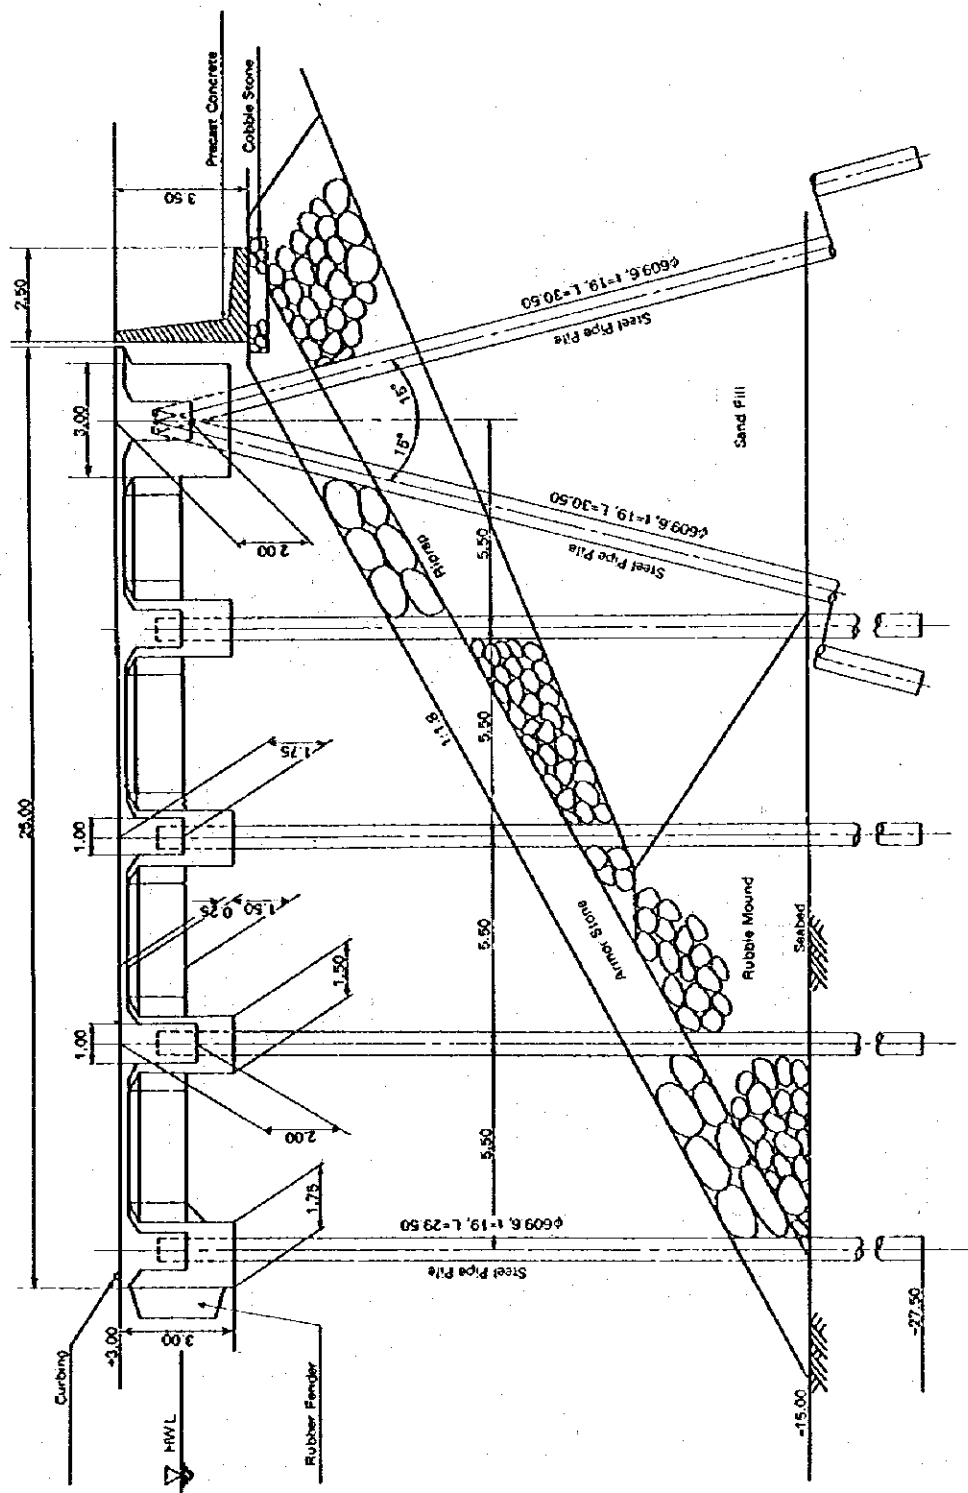 Precast Concrete
Cobble Stone
3.50
2.50
25.00
3.00
15°
15°
2.00
φ609.6, t=19, L=30.50
Steel Pipe Pile
φ609.6, t=19, L=30.50
Steel Pipe Pile
Sand Fill
Riprap
5.50
1:1.8
5.50
1.75
1.00
0.25
1.50
5.50
Armor Stone
Rubble Mound
Seabed
1.00
1.50
2.00
5.50
1.75
φ609.6, t=19, L=29.50
Steel Pipe Pile
Curbing
+3.00
3.00
HWL
Rubber Fender
-15.00
-27.50